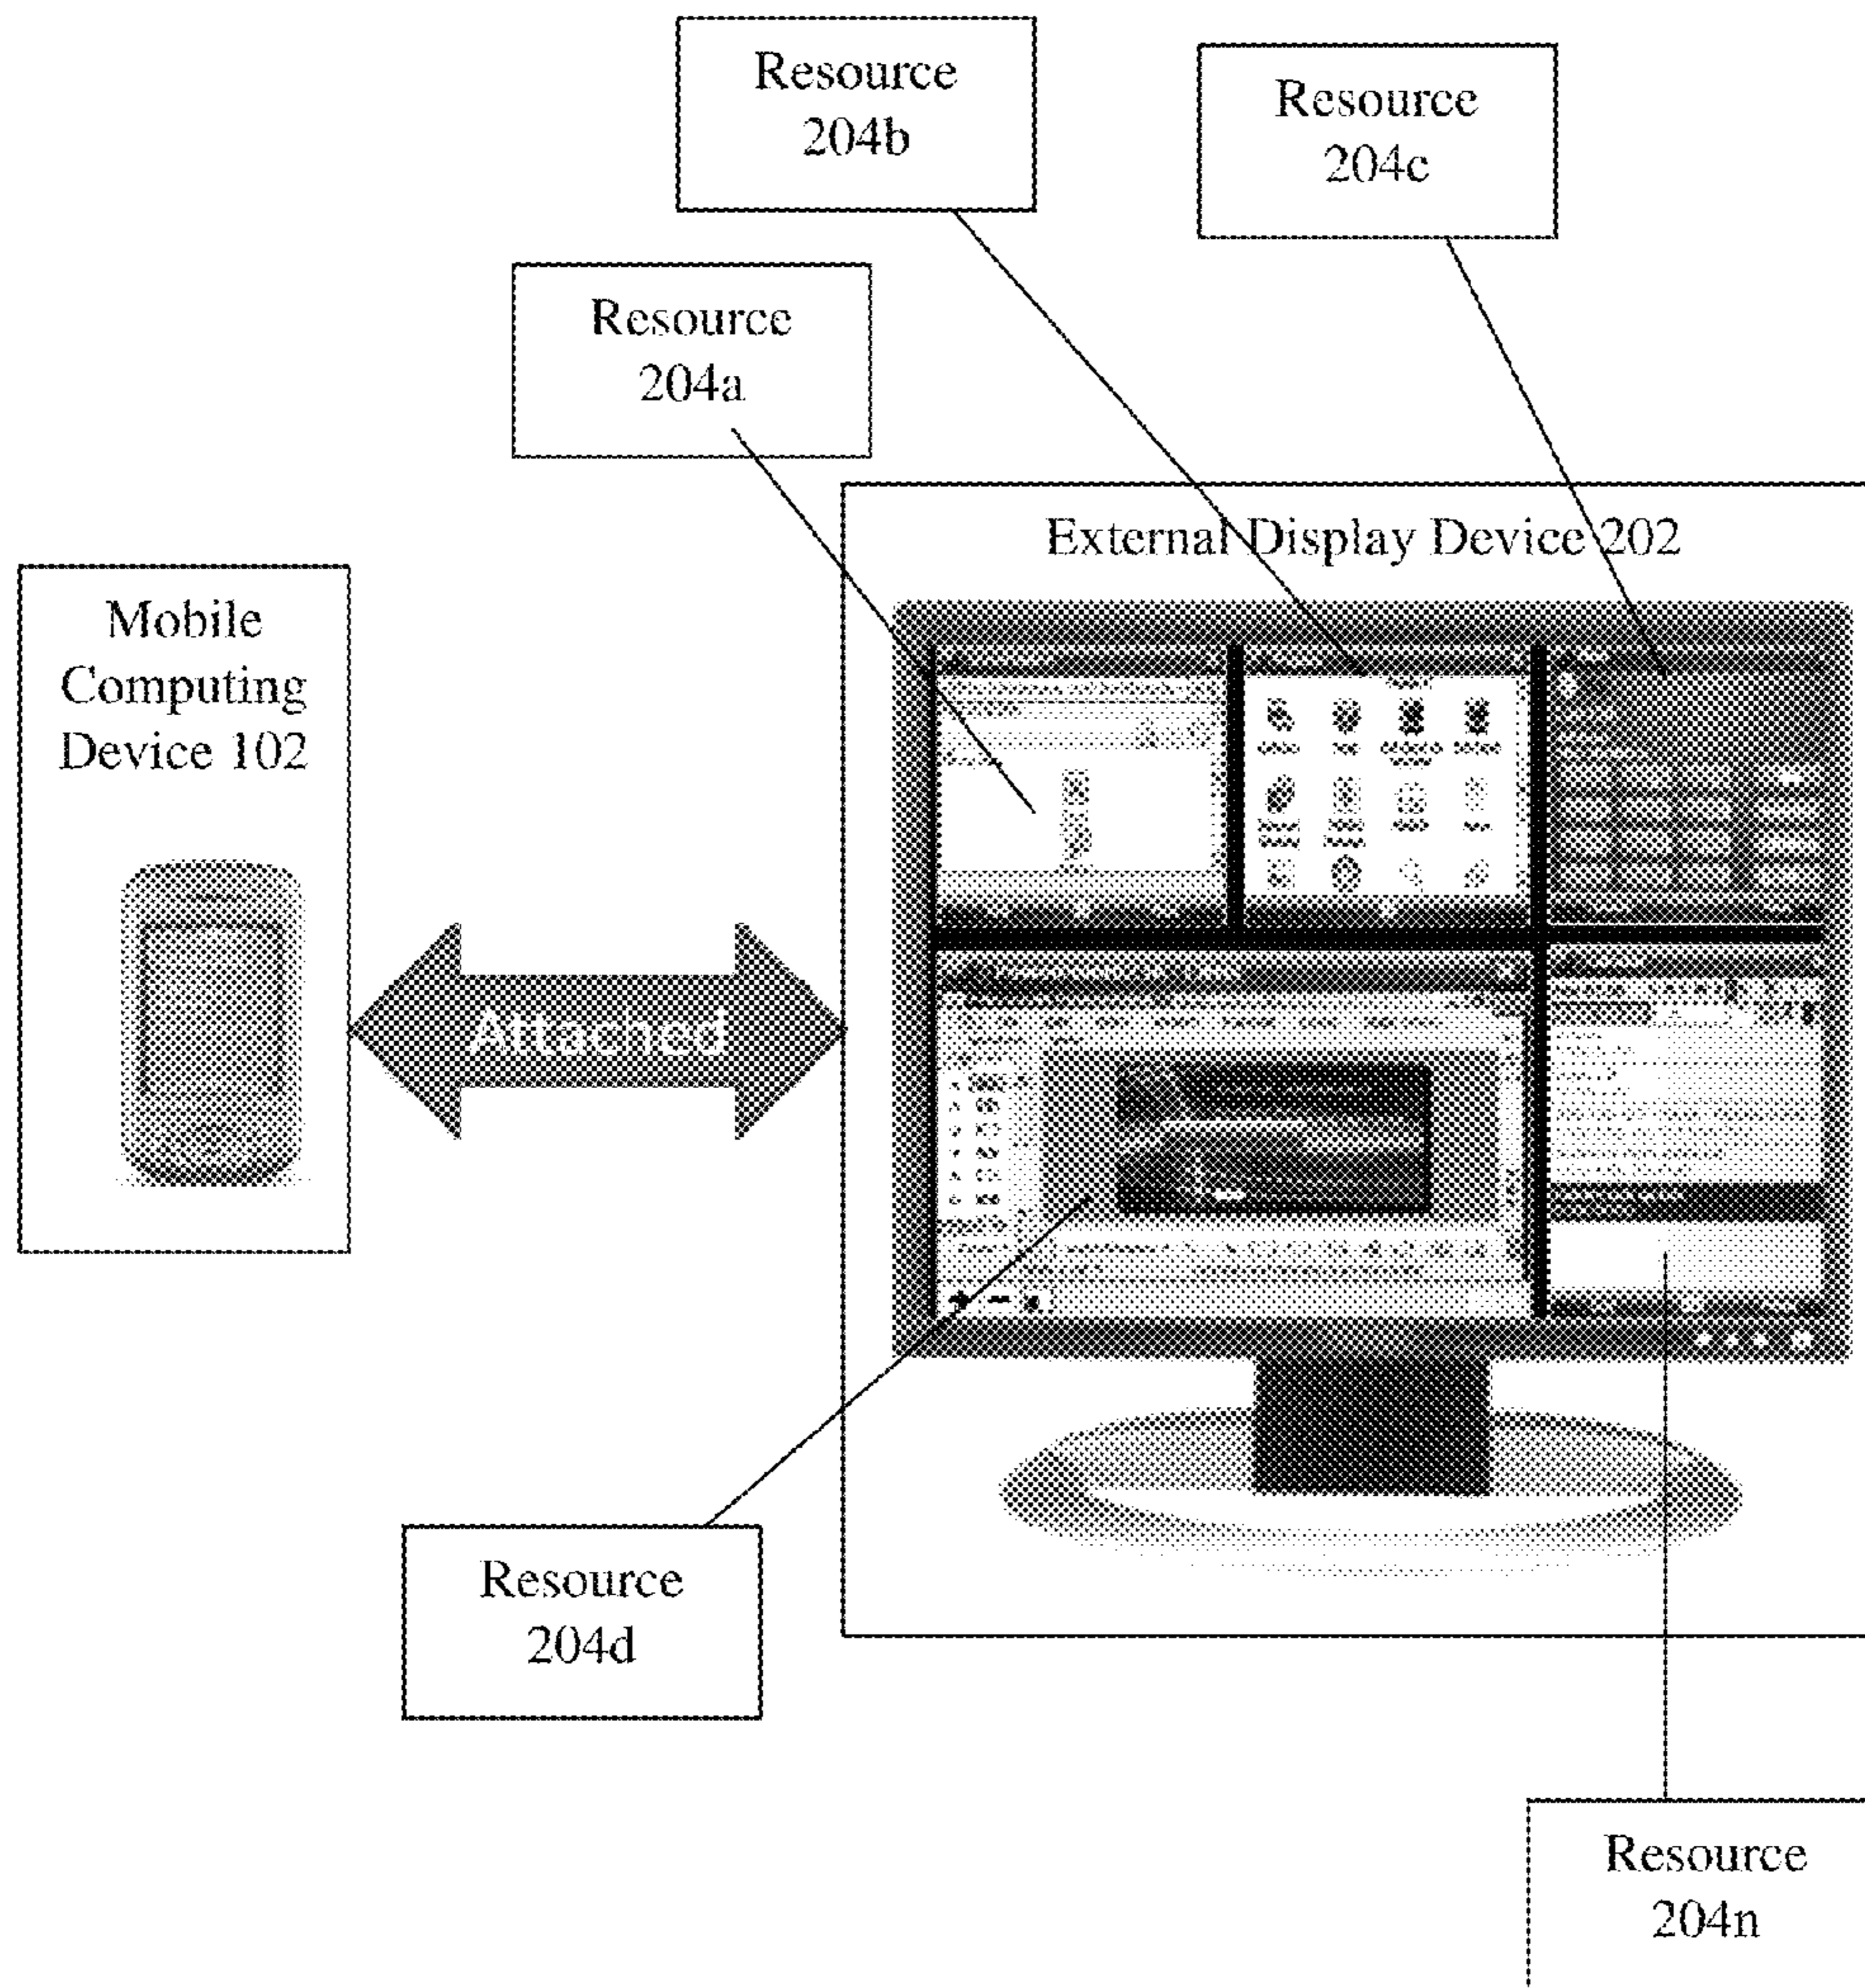 Resource
204b
Resource
204c
Resource
204a
External Display Device 202
Mobile
Computing
Device 102
Attached
Resource
204d
Resource
204n